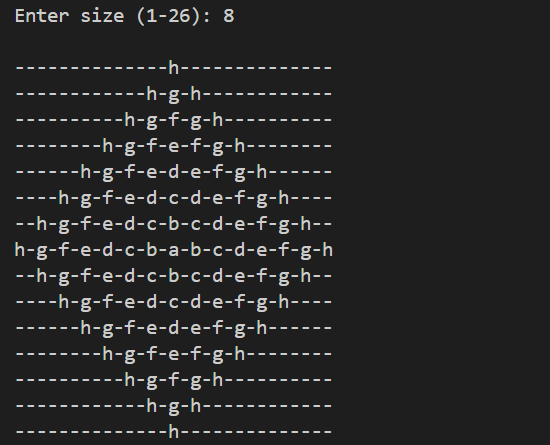 Enter size (1-26): 8
--------------h--------------
------------h-g-h------------
----------h-g-f-g-h----------
--------h-g-f-e-f-g-h--------
------h-g-f-e-d-e-f-g-h------
----h-g-f-e-d-c-d-e-f-g-h----
--h-g-f-e-d-c-b-c-d-e-f-g-h--
h-g-f-e-d-c-b-a-b-c-d-e-f-g-h
--h-g-f-e-d-c-b-c-d-e-f-g-h--
----h-g-f-e-d-c-d-e-f-g-h----
------h-g-f-e-d-e-f-g-h------
--------h-g-f-e-f-g-h--------
----------h-g-f-g-h----------
------------h-g-h------------
--------------h--------------